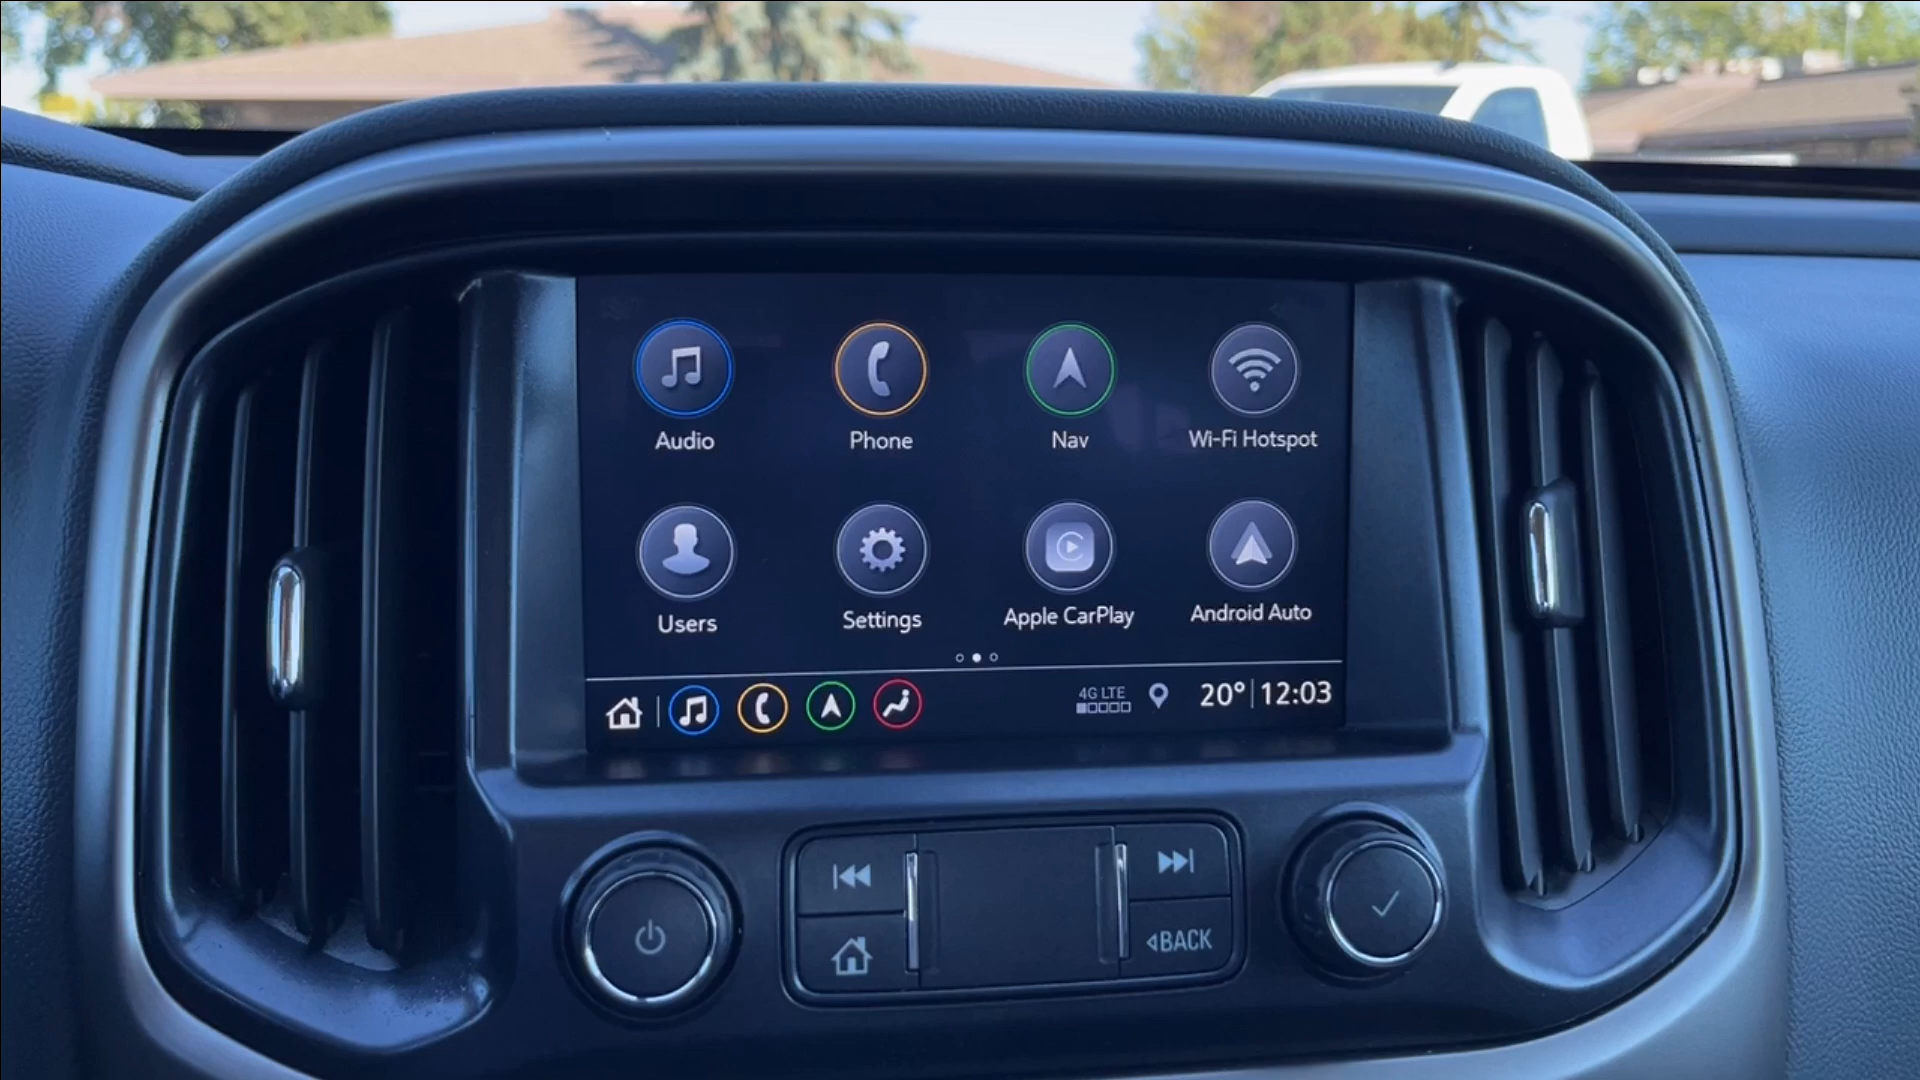 Audio Phone Nav Wi-Fi Hotspot
Users Settings Apple CarPlay Android Auto
4G LTE 20° 12:03
BACK